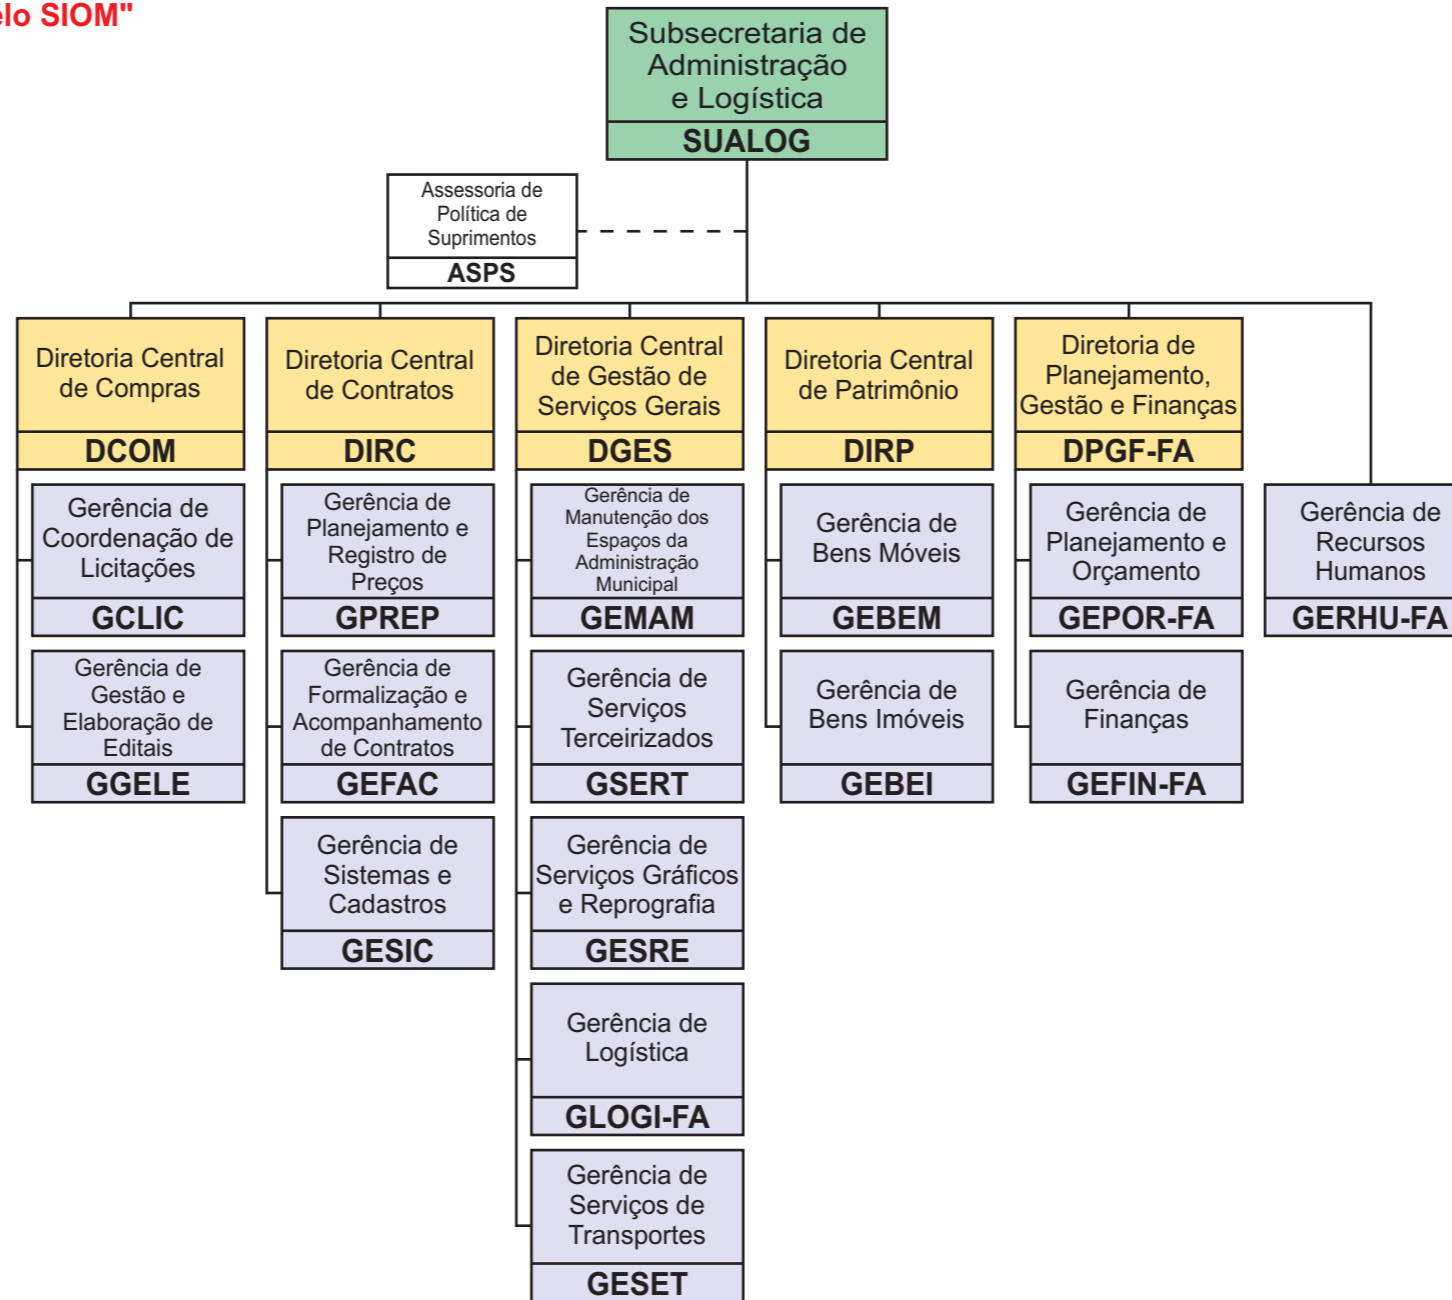 elo SIOM"
Subsecretaria de
Administração
e Logística
SUALOG
Assessoria de
Política de
Suprimentos
ASPS
Diretoria Central
de Compras
DCOM
Gerência de
Coordenação de
Licitações
GCLIC
Gerência de
Gestão e
Elaboração de
Editais
GGELE
Diretoria Central
de Contratos
DIRC
Gerência de
Planejamento e
Registro de
Preços
GPREP
Gerência de
Formalização e
Acompanhamento
de Contratos
GEFAC
Gerência de
Sistemas e
Cadastros
GESIC
Diretoria Central
de Gestão de
Serviços Gerais
DGES
Gerência de
Manutenção dos
Espaços da
Administração
Municipal
GEMAM
Gerência de
Serviços
Terceirizados
GSERT
Gerência de
Serviços Gráficos
e Reprografia
GESRE
Gerência de
Logística
GLOGI-FA
Gerência de
Serviços de
Transportes
GESET
Diretoria Central
de Patrimônio
DIRP
Gerência de
Bens Móveis
GEBEM
Gerência de
Bens Imóveis
GEBEI
Diretoria de
Planejamento,
Gestão e Finanças
DPGF-FA
Gerência de
Planejamento e
Orçamento
GEPOR-FA
Gerência de
Finanças
GEFIN-FA
Gerência de
Recursos
Humanos
GERHU-FA